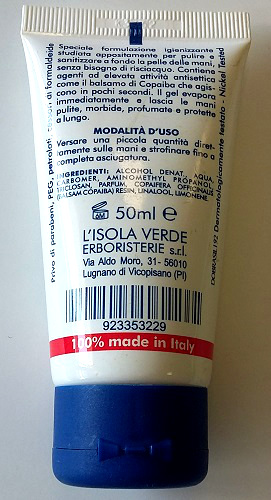 Speciale formulazione igienizzante
studiata appositamente per pulire e
sanitizzare a fondo la pelle delle mani
senza bisogno di risciacquo. Contiene
agenti ad elevata attività antisettica
come il balsamo di Copaiba che agis-
cono in pochi secondi. Il gel evapora
immediatamente e lascia le mani
pulite, morbide, profumate e protette
a lungo.
MODALITÀ D'USO
Versare una piccola quantità diret-
tamente sulle mani e strofinare fino a
completa asciugatura.
INGREDIENTI: ALCOHOL DENAT., AQUA,
CARBOMER, AMINOMETHYL PROPANOL,
TRICLOSAN, PARFUM, COPAIFERA OFFICINALIS
(BALSAM COPAIBA) RESIN, LINALOOL, LIMONENE.
12M
50ml e
L'ISOLA VERDE
ERBORISTERIE s.r.l.
Via Aldo Moro, 31- 56010
Lugnano di Vicopisano (PI)
923353229
100% made in Italy
Privo di parabeni, PEG, petrolati di formaldeide
Dermatologicamente testato - Nickel Tested